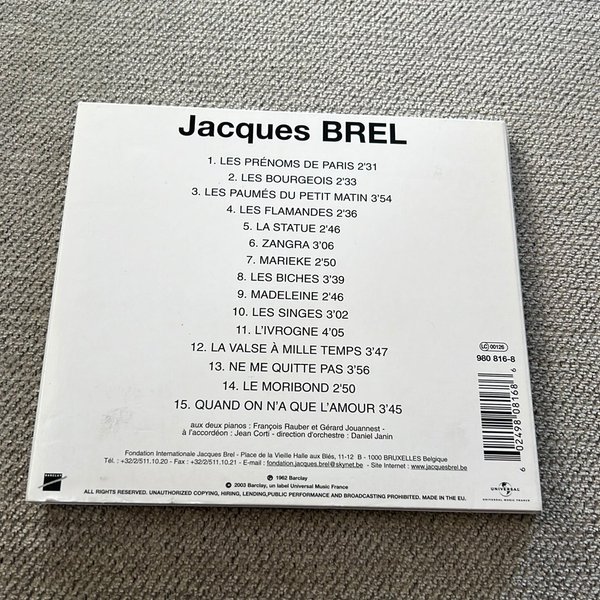 Jacques BREL
1. LES PRÉNOMS DE PARIS 2'31
2. LES BOURGEOIS 2'33
3. LES PAUMÉS DU PETIT MATIN 3'54
4. LES FLAMANDES 2'36
5. LA STATUE 2'46
6. ZANGRA 3'06
7. MARIEKE 2'50
8. LES BICHES 3'39
9. MADELEINE 2'46
10. LES SINGES 3'02
11. L'IVROGNE 4'05
12. LA VALSE À MILLE TEMPS 3'47
13. NE ME QUITTE PAS 3'56
14. LE MORIBOND 2'50
15. QUAND ON N'A QUE L'AMOUR 3'45
aux deux pianos : François Rauber et Gérard Jouannest -
à l'accordéon : Jean Corti - direction d'orchestre : Daniel Janin
LC 00126
980 816-8
6 02498 08168 6
Fondation Internationale Jacques Brel - Place de la Vieille Halle aux Blés, 11-12 B - 1000 BRUXELLES Belgique
Tél. : +32/2/511.10.20 - Fax : +32/2/511.10.21 - E-mail : fondation.jacques.brel@skynet.be - Site Internet : www.jacquesbrel.be
BARCLAY
℗ 1962 Barclay
© 2003 Barclay, un label Universal Music France
ALL RIGHTS RESERVED. UNAUTHORIZED COPYING, HIRING, LENDING, PUBLIC PERFORMANCE AND BROADCASTING PROHIBITED. MADE IN THE EU.
UNIVERSAL
UNIVERSAL MUSIC FRANCE